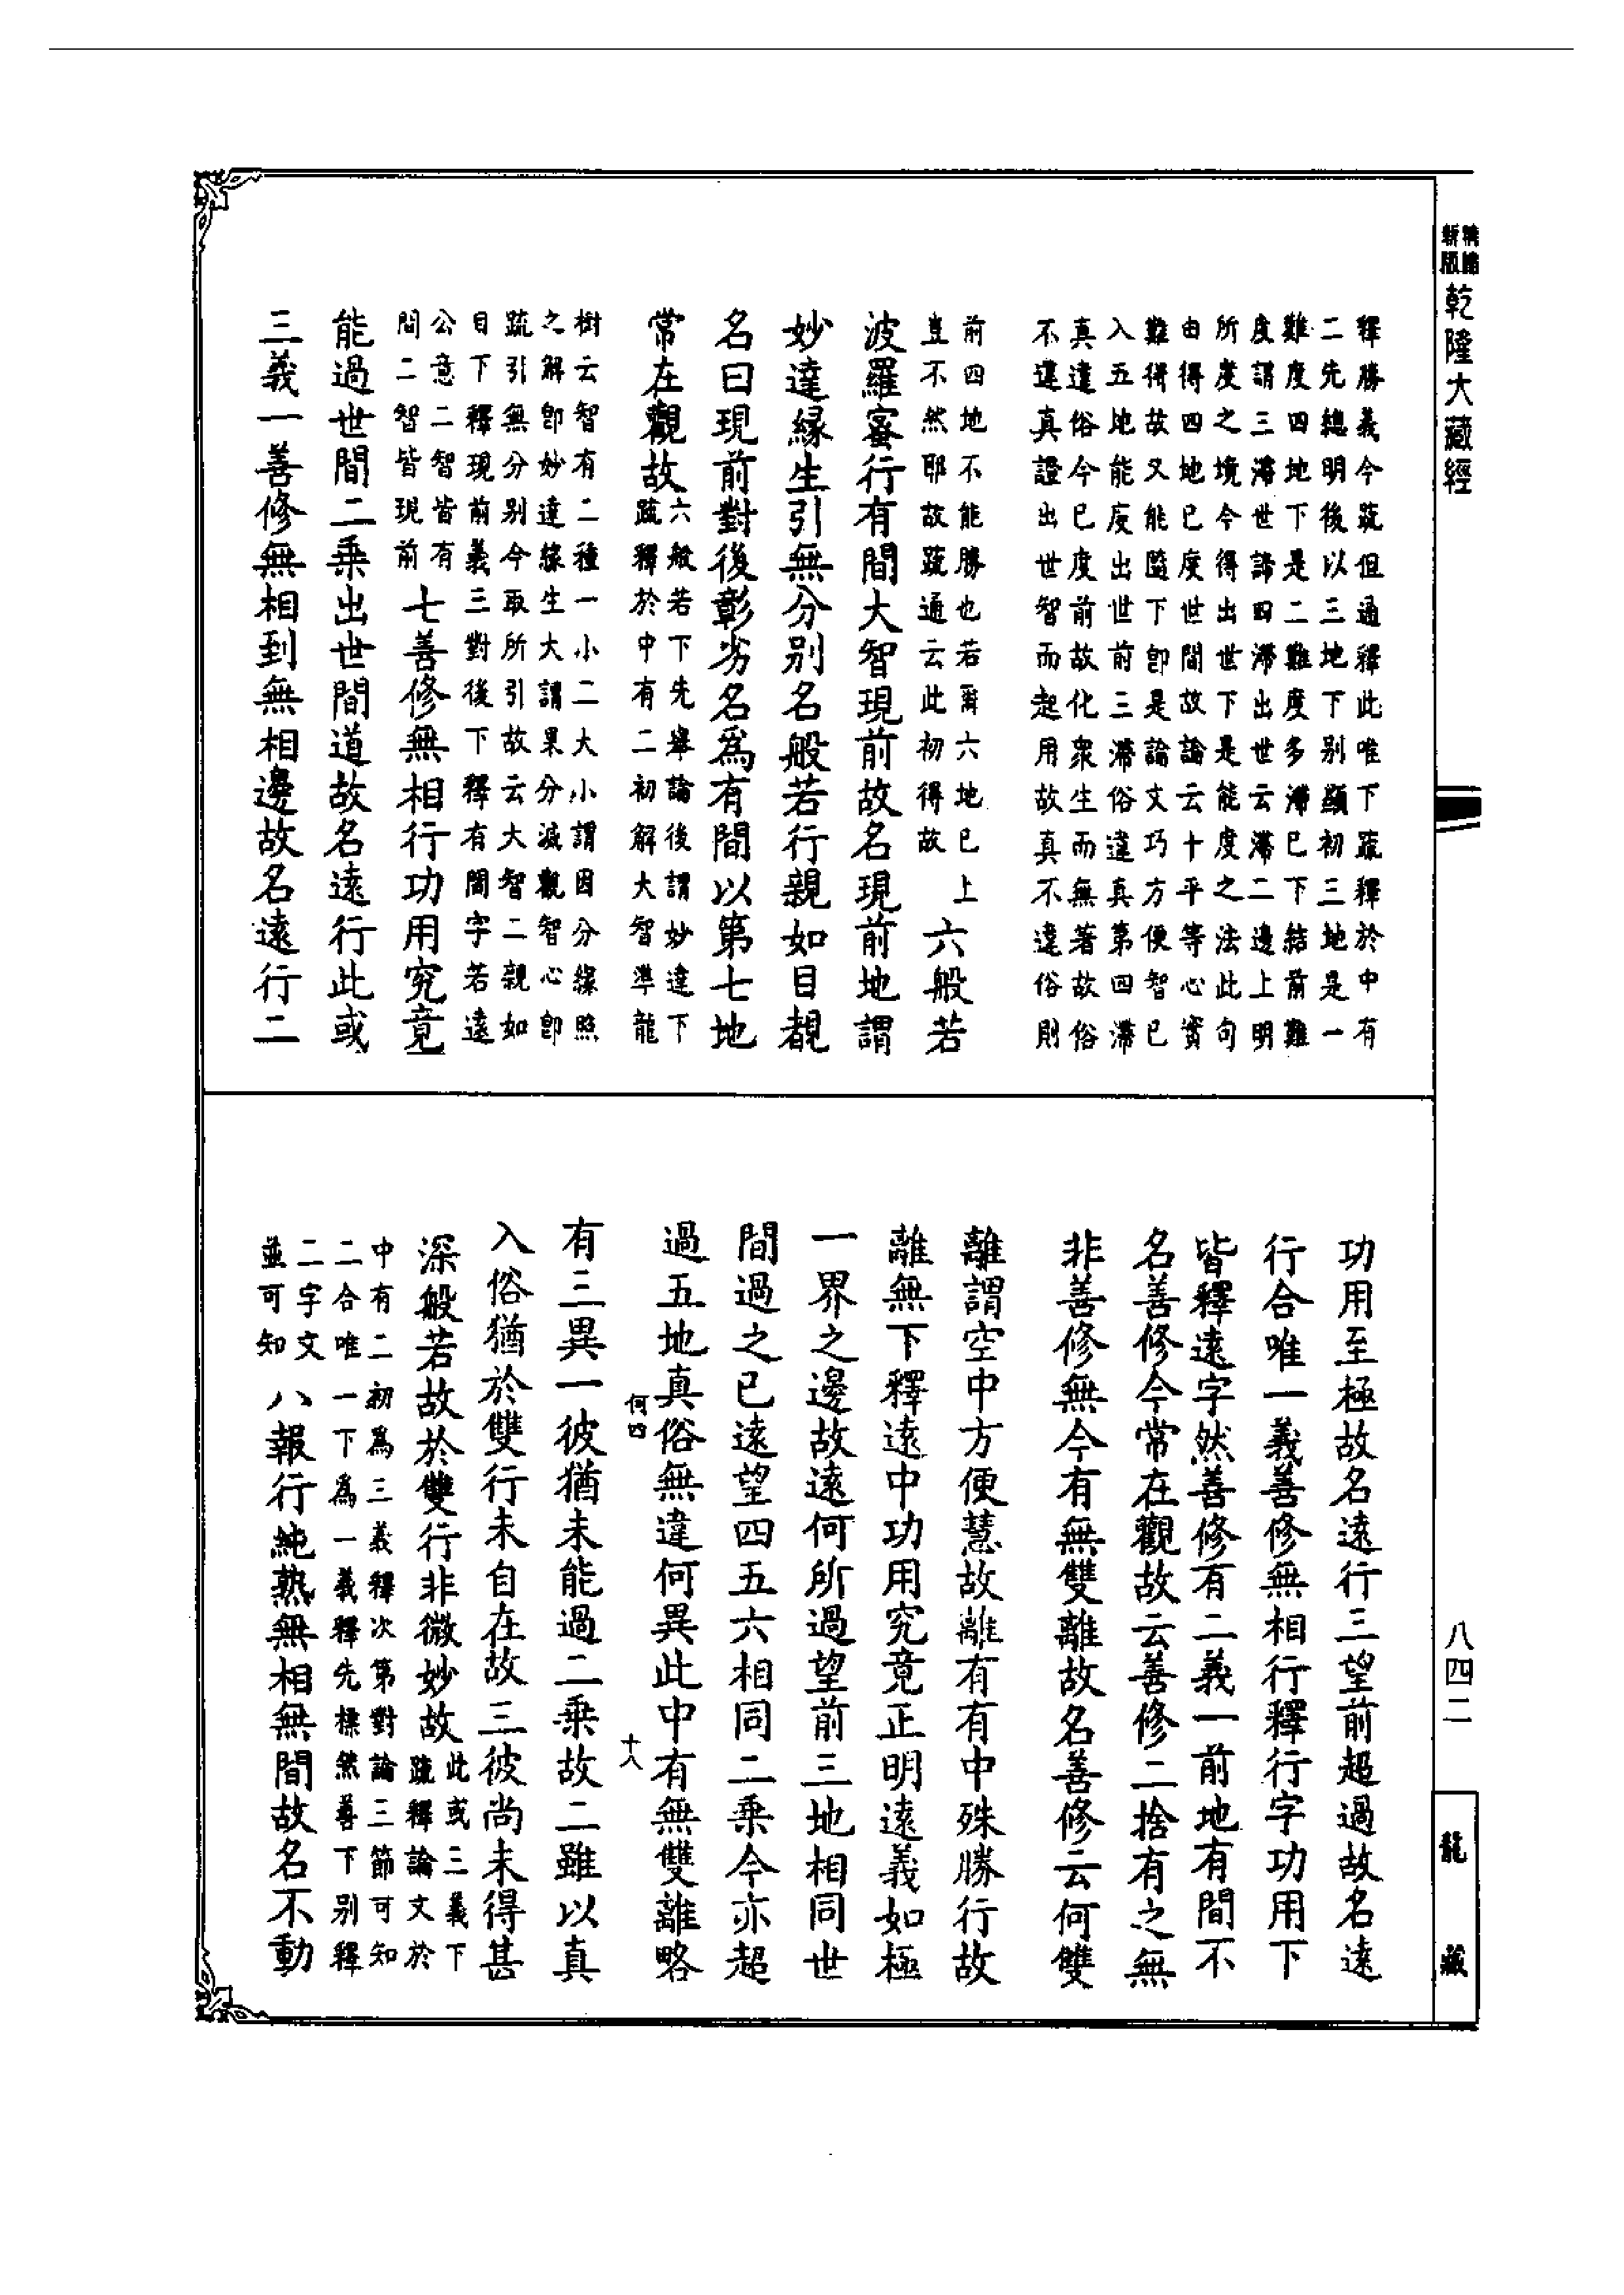 乾隆大藏經
釋勝義今疏但通釋此唯下疏釋於中有
二先總明後以三地下别顯初三地是一
難度四地下是二難度多滯已下結前難
度謂三滯世諦四滯出世云滯二邊上明
所度之境今得出世下是能度之法此句
由得四地已度世間故論云十平等心實
難得故又能隨下即是論文巧方便智已
入五地能度出世前三滯俗違真第四滯
真違俗今已度前故化衆生而無著故俗
不違真證出世智而起用故真不違俗則
前四地不能勝也若爾六地已上
豈不然耶故疏通云此初得故
六般若
波羅蜜行有間大智現前故名現前地謂
妙達緣生引無分别名般若行親如目覩
名曰現前對後彰劣名爲有間以第七地
常在觀故
六般若下先舉論後謂妙達下
疏釋於中有二初解大智準龍
樹云智有二種一小二大小謂因分緣照
之解即妙達緣生大謂果分滅觀智心即
疏引無分别今取所引故云大智二親如
目下釋現前義三對後下釋有間字若遠
公意二智皆有
間二智皆現前
七善修無相行功用究竟
能過世間二乘出世間道故名遠行此或
三義一善修無相到無相邊故名遠行二
功用至極故名遠行三望前超過故名遠
行合唯一義善修無相行釋行字功用下
皆釋遠字然善修有二義一前地有間不
名善修今常在觀故云善修二捨有之無
非善修無今有無雙離故名善修云何雙
離謂空中方便慧故離有有中殊勝行故
離無下釋遠中功用究竟正明遠義如極
一界之邊故遠何所過望前三地相同世
間過之已遠望四五六相同二乘今亦超
過五地真俗無違何異此中有無雙離略
何四
十八
有三異一彼猶未能過二乘故二雖以真
入俗猶於雙行未自在故三彼尚未得甚
深般若故於雙行非微妙故
此或三義下
疏釋論文於
中有二初爲三義釋次第對論三節可知
二合唯一下爲一義釋先標然善下别釋
二字文
並可知
八報行純熟無相無間故名不動
八四二
龍藏